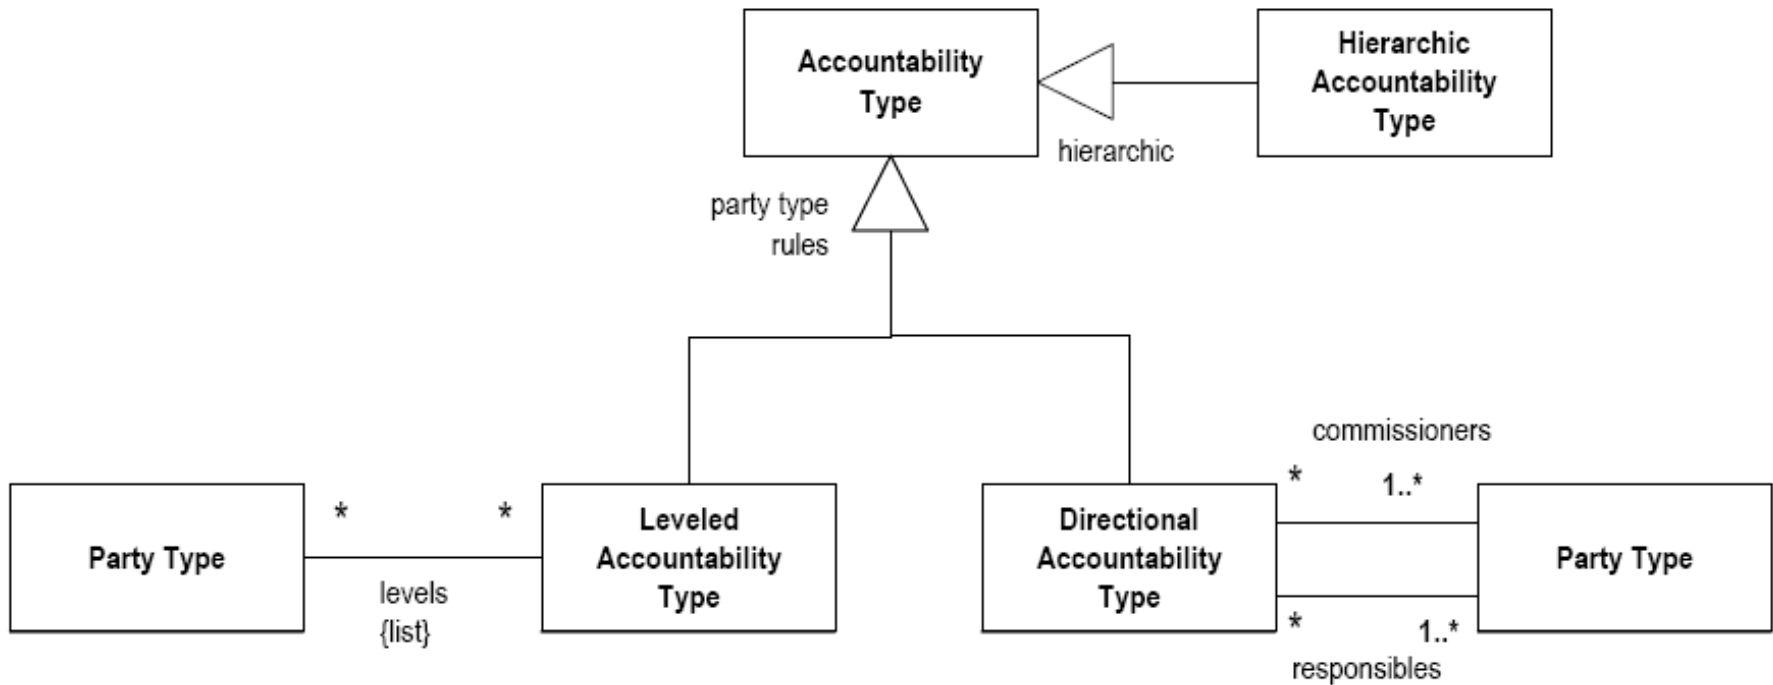 Accountability
Type
Hierarchic
Accountability
Type
hierarchic
party type
rules
Party Type
*
*
levels
{list}
Leveled
Accountability
Type
Directional
Accountability
Type
commissioners
*
1..*
*
1..*
responsibles
Party Type